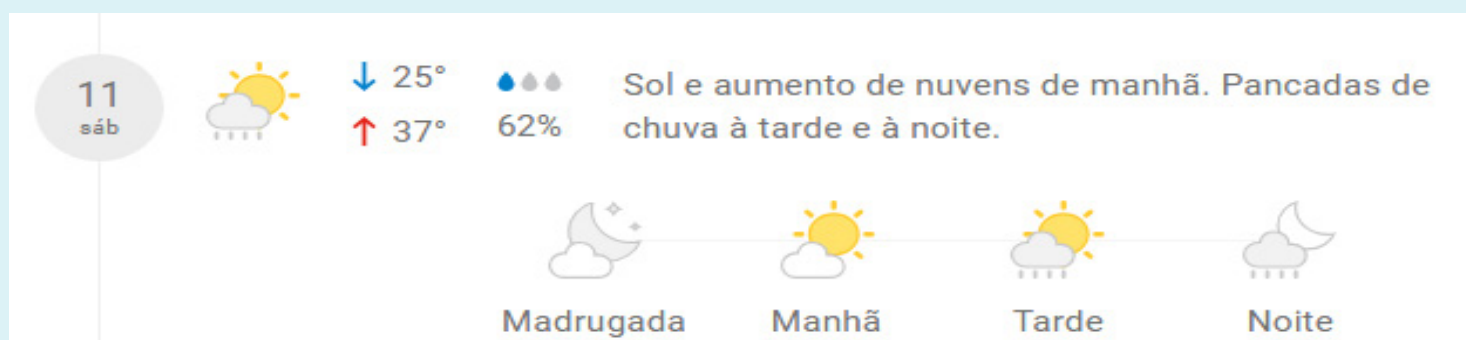 11
sáb
↓ 25°
↑ 37°
62%
Sol e aumento de nuvens de manhã. Pancadas de
chuva à tarde e à noite.
Madrugada Manhã Tarde Noite